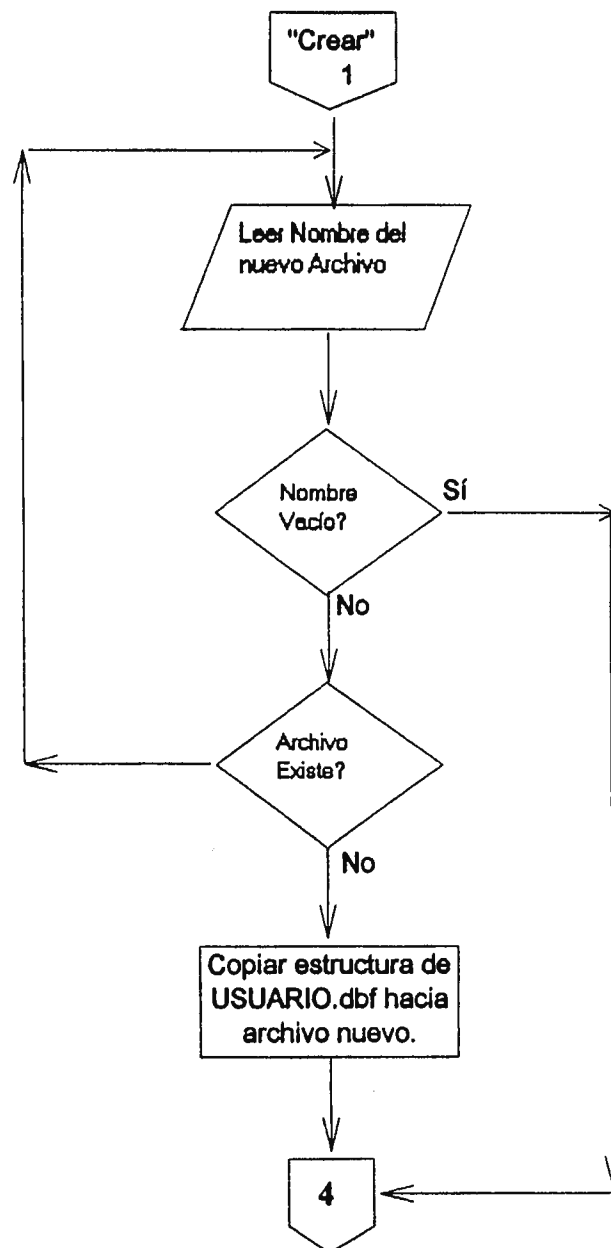 "Crear"
1
Leer Nombre del
nuevo Archivo
Nombre
Vacío?
Sí
No
Archivo
Existe?
No
Copiar estructura de
USUARIO.dbf hacia
archivo nuevo.
4